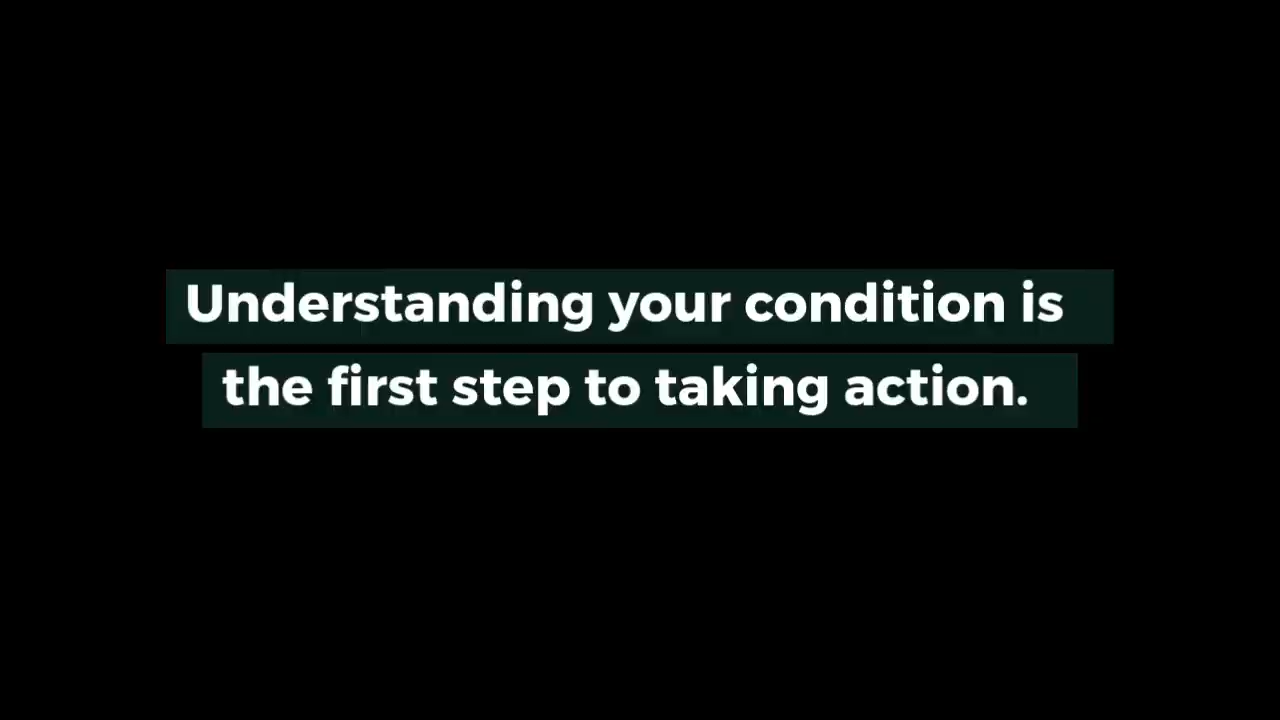 Understanding your condition is
the first step to taking action.